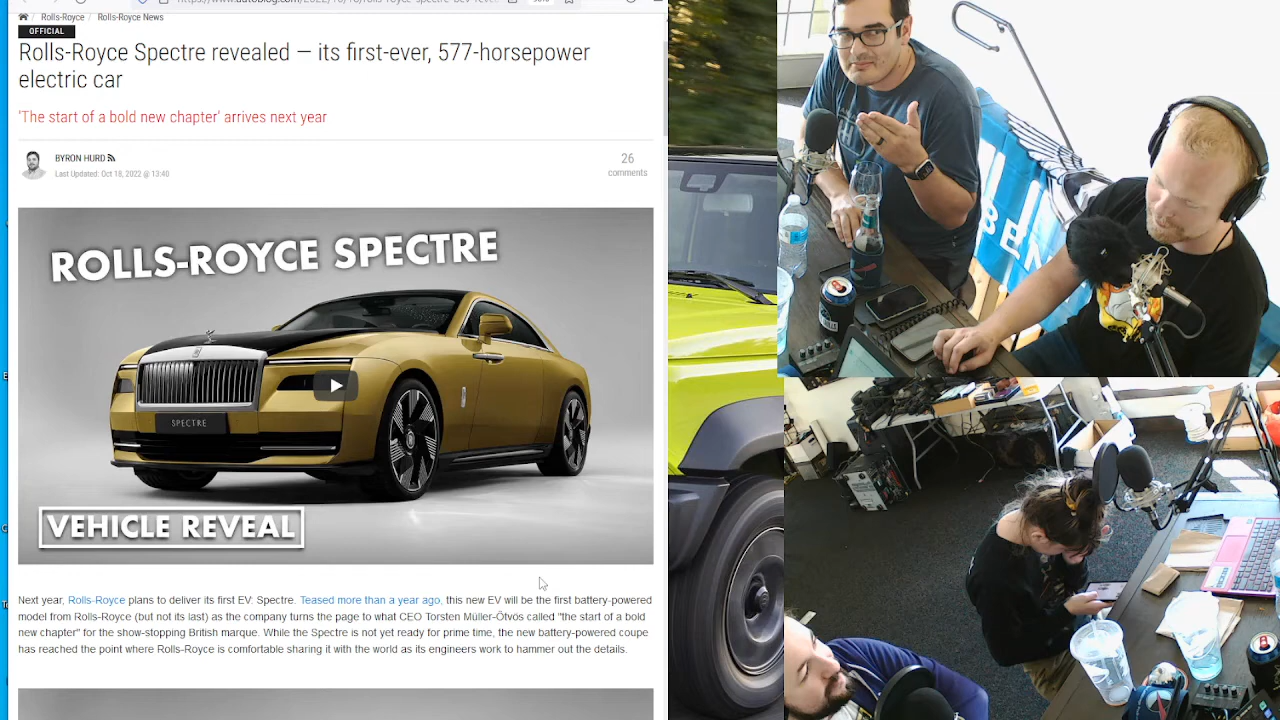 Rolls-Royce / Rolls-Royce News
OFFICIAL
Rolls-Royce Spectre revealed — its first-ever, 577-horsepower
electric car
'The start of a bold new chapter' arrives next year
BYRON HURD
Last Updated: Oct 18, 2022 @ 13:40
26
comments
ROLLS-ROYCE SPECTRE
SPECTRE
VEHICLE REVEAL
Next year, Rolls-Royce plans to deliver its first EV: Spectre. Teased more than a year ago, this new EV will be the first battery-powered
model from Rolls-Royce (but not its last) as the company turns the page to what CEO Torsten Müller-Ötvös called "the start of a bold
new chapter" for the show-stopping British marque. While the Spectre is not yet ready for prime time, the new battery-powered coupe
has reached the point where Rolls-Royce is comfortable sharing it with the world as its engineers work to hammer out the details.
BEN